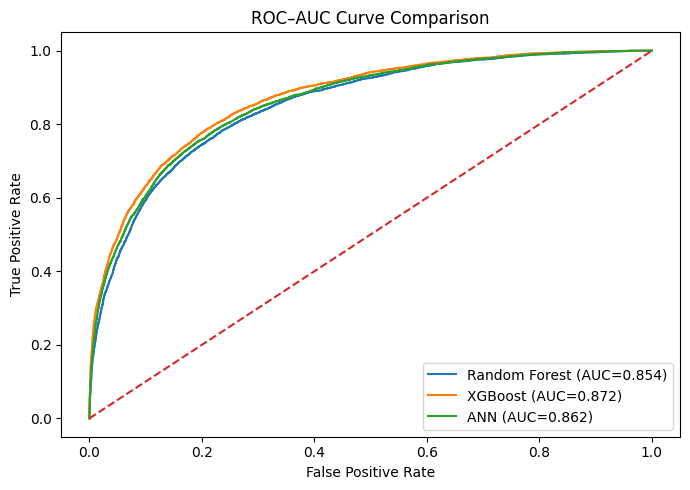 ROC–AUC Curve Comparison
1.0
0.8
0.6
0.4
0.2
0.0
True Positive Rate
Random Forest (AUC=0.854)
XGBoost (AUC=0.872)
ANN (AUC=0.862)
0.0 0.2 0.4 0.6 0.8 1.0
False Positive Rate